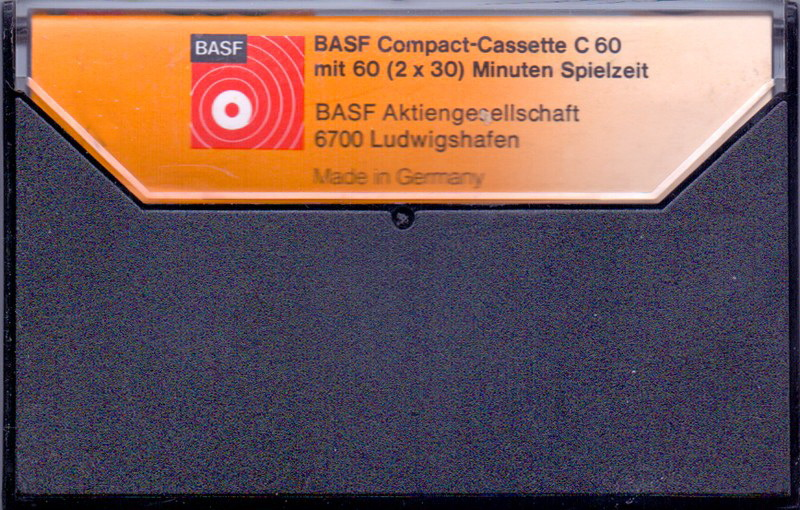 BASF
BASF Compact-Cassette C 60
mit 60 (2 x 30) Minuten Spielzeit
BASF Aktiengesellschaft
6700 Ludwigshafen
Made in Germany